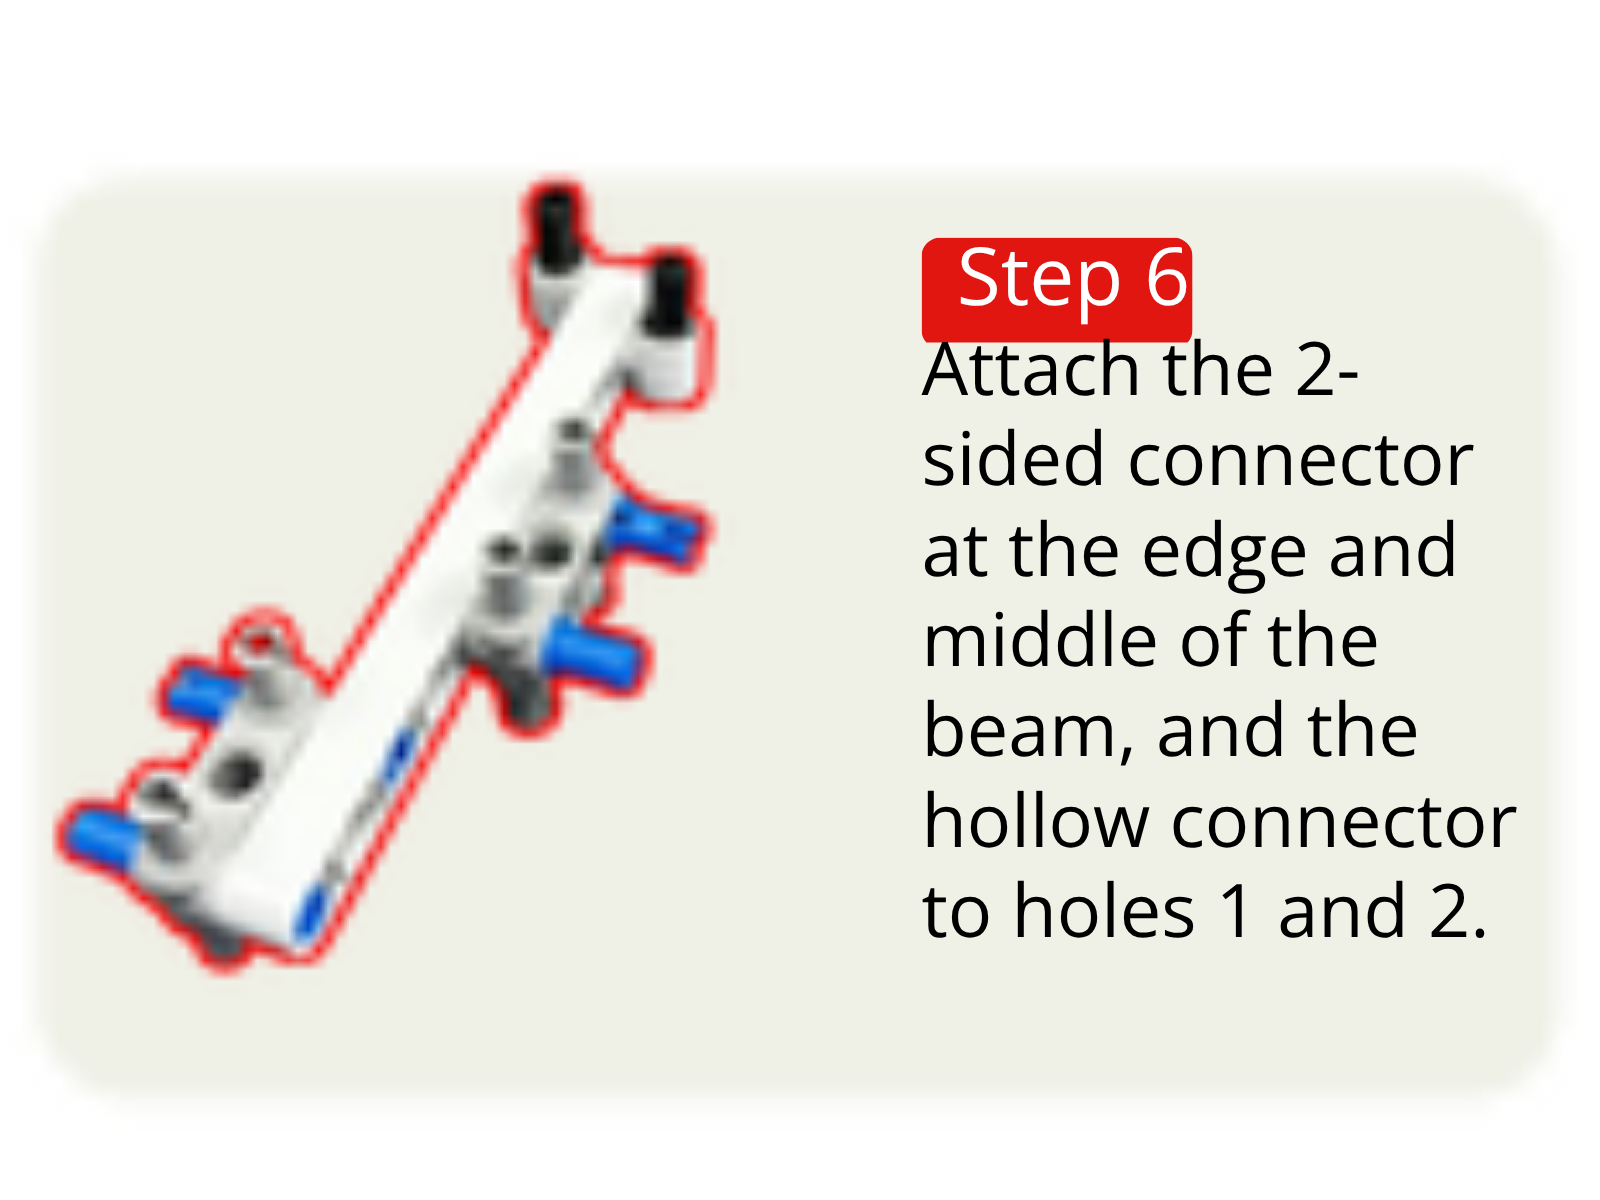 Step 6
Attach the 2-
sided connector
at the edge and
middle of the
beam, and the
hollow connector
to holes 1 and 2.